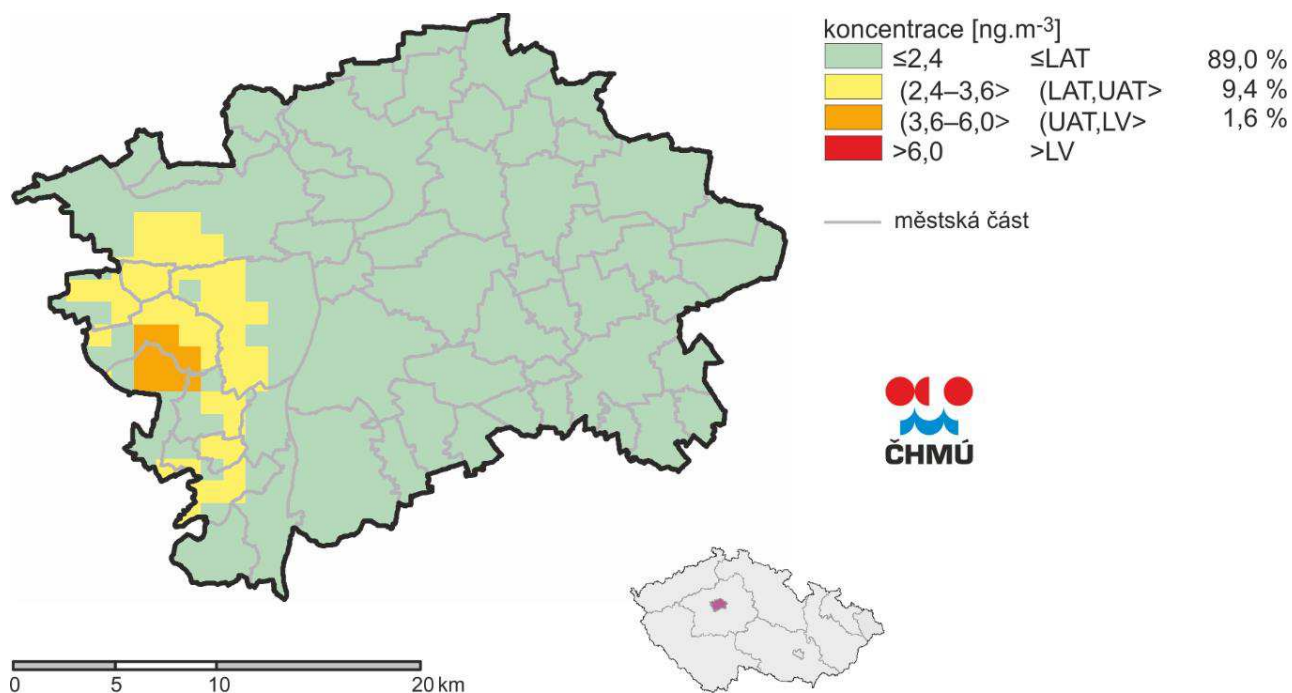 koncentrace [ng.m-3]
≤2,4 ≤LAT 89,0 %
(2,4–3,6> (LAT,UAT> 9,4 %
(3,6–6,0> (UAT,LV> 1,6 %
>6,0 >LV
městská část
ČHMÚ
0 5 10 20 km